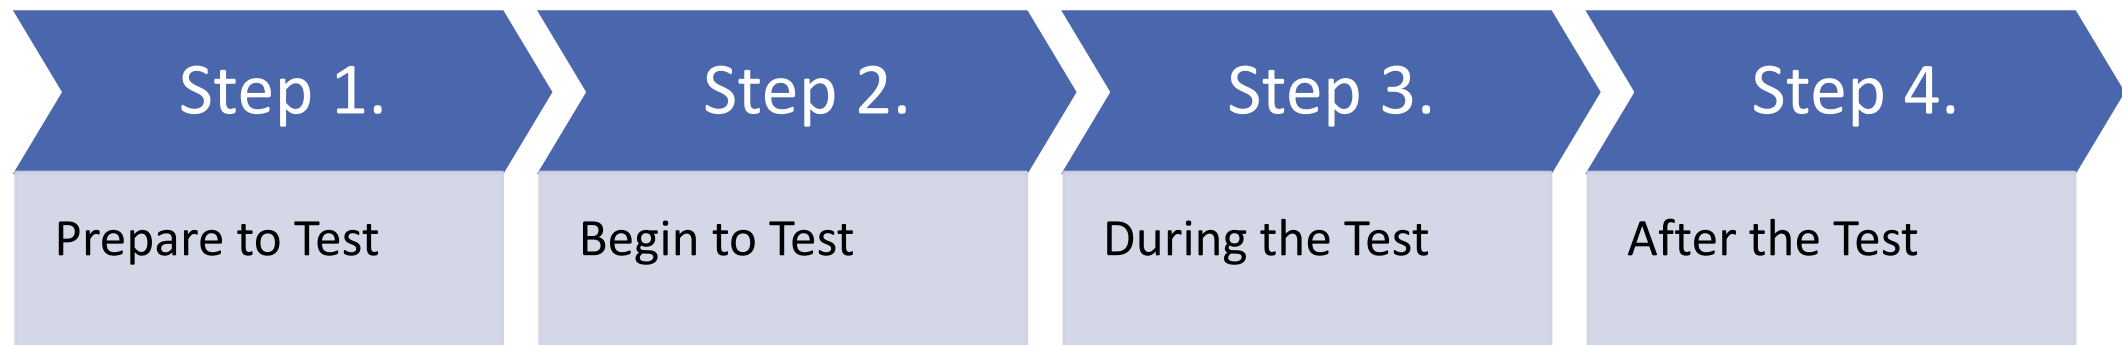 Step 1.
Prepare to Test
Step 2.
Begin to Test
Step 3.
During the Test
Step 4.
After the Test